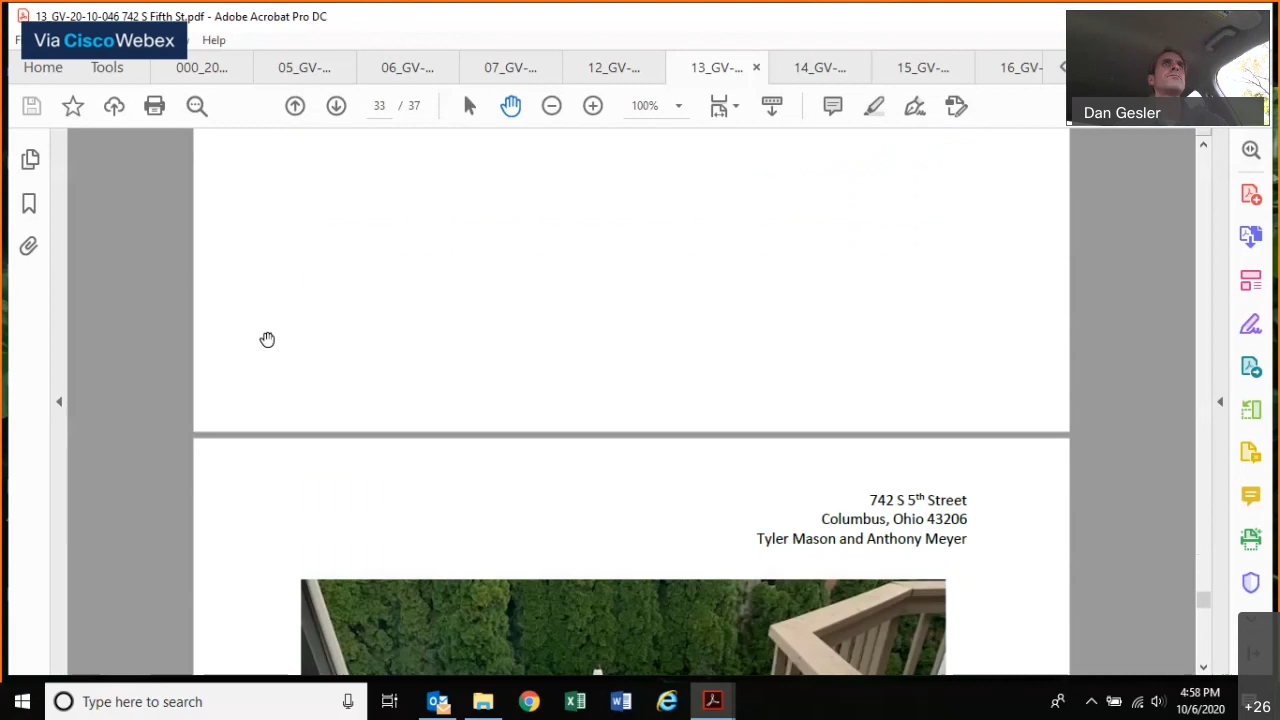 13_GV-20-10-046 742 S Fifth St.pdf - Adobe Acrobat Pro DC
Via Cisco Webex
Help
Home Tools 000_20... 05_GV-... 06_GV-... 07_GV-... 12_GV-... 13_GV-... × 14_GV-... 15_GV-... 16_GV-
33 / 37 100%
Dan Gesler
742 S 5th Street
Columbus, Ohio 43206
Tyler Mason and Anthony Meyer
Type here to search
4:58 PM
10/6/2020
+26